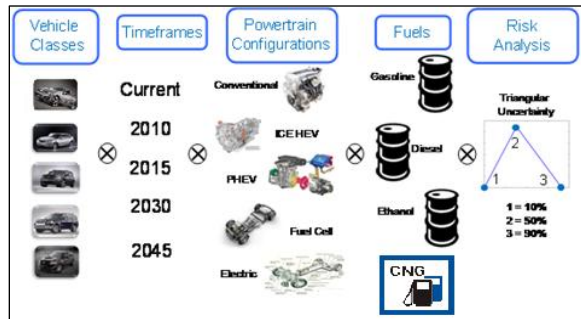 Vehicle
Classes
Timeframes
Powertrain
Configurations
Fuels
Risk
Analysis
Current
2010
2015
2030
2045
Conventional
ICE HEV
PHEV
Fuel Cell
Electric
Gasoline
Diesel
Ethanol
CNG
Triangular
Uncertainty
2
1
3
1 = 10%
2 = 50%
3 = 90%